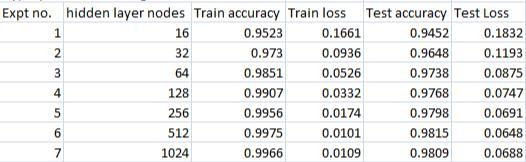 Expt no. hidden layer nodes Train accuracy Train loss Test accuracy Test Loss
1 16 0.9523 0.1661 0.9452 0.1832
2 32 0.973 0.0936 0.9648 0.1193
3 64 0.9851 0.0526 0.9738 0.0875
4 128 0.9907 0.0332 0.9768 0.0747
5 256 0.9956 0.0174 0.9798 0.0691
6 512 0.9975 0.0101 0.9815 0.0648
7 1024 0.9966 0.0109 0.9809 0.0688